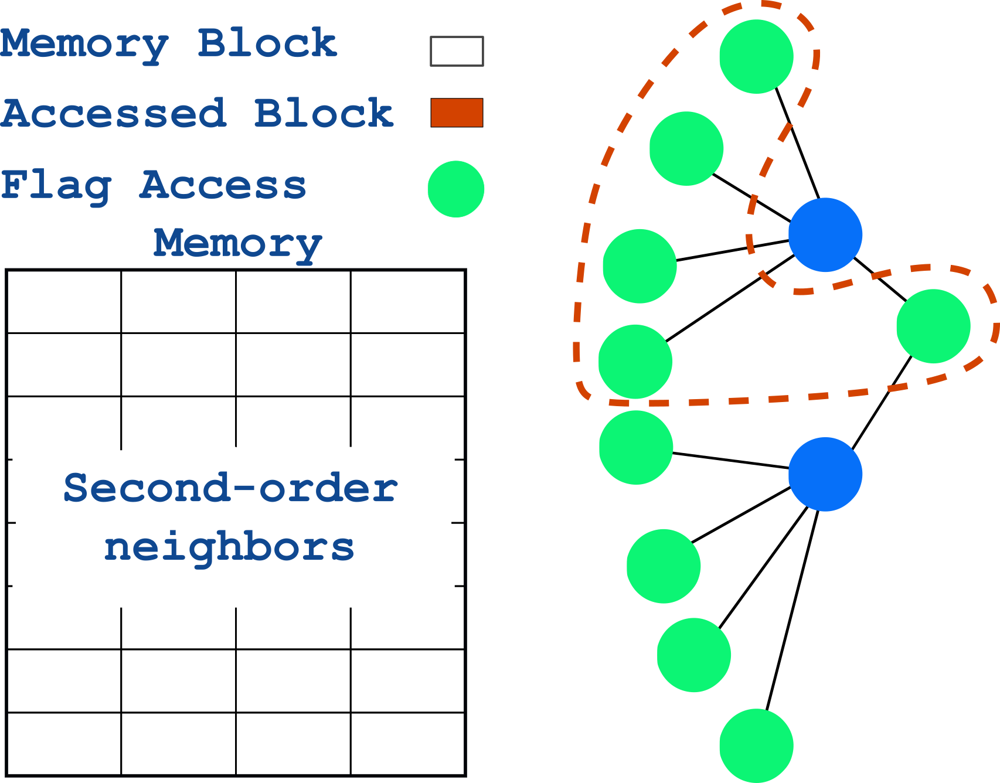 Memory Block
Accessed Block
Flag Access
Memory
Second-order
neighbors